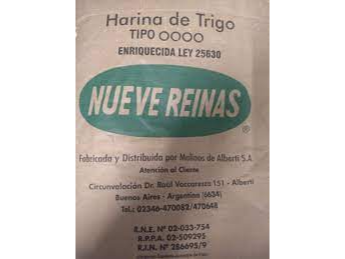 Harina de Trigo
TIPO 0000
ENRIQUECIDA LEY 25630
NUEVE REINAS
®
Fabricada y Distribuida por Molinos de Alberti S.A.
Atención al Cliente
Circunvalación Dr. Raúl Vaccarezza 151 - Alberti
Buenos Aires - Argentina (6634)
Tel.: 02346-470082/470648
R.N.E. Nº 02-033-754
R.P.P.A. 02-509295
R.I.N. Nº 286695/9